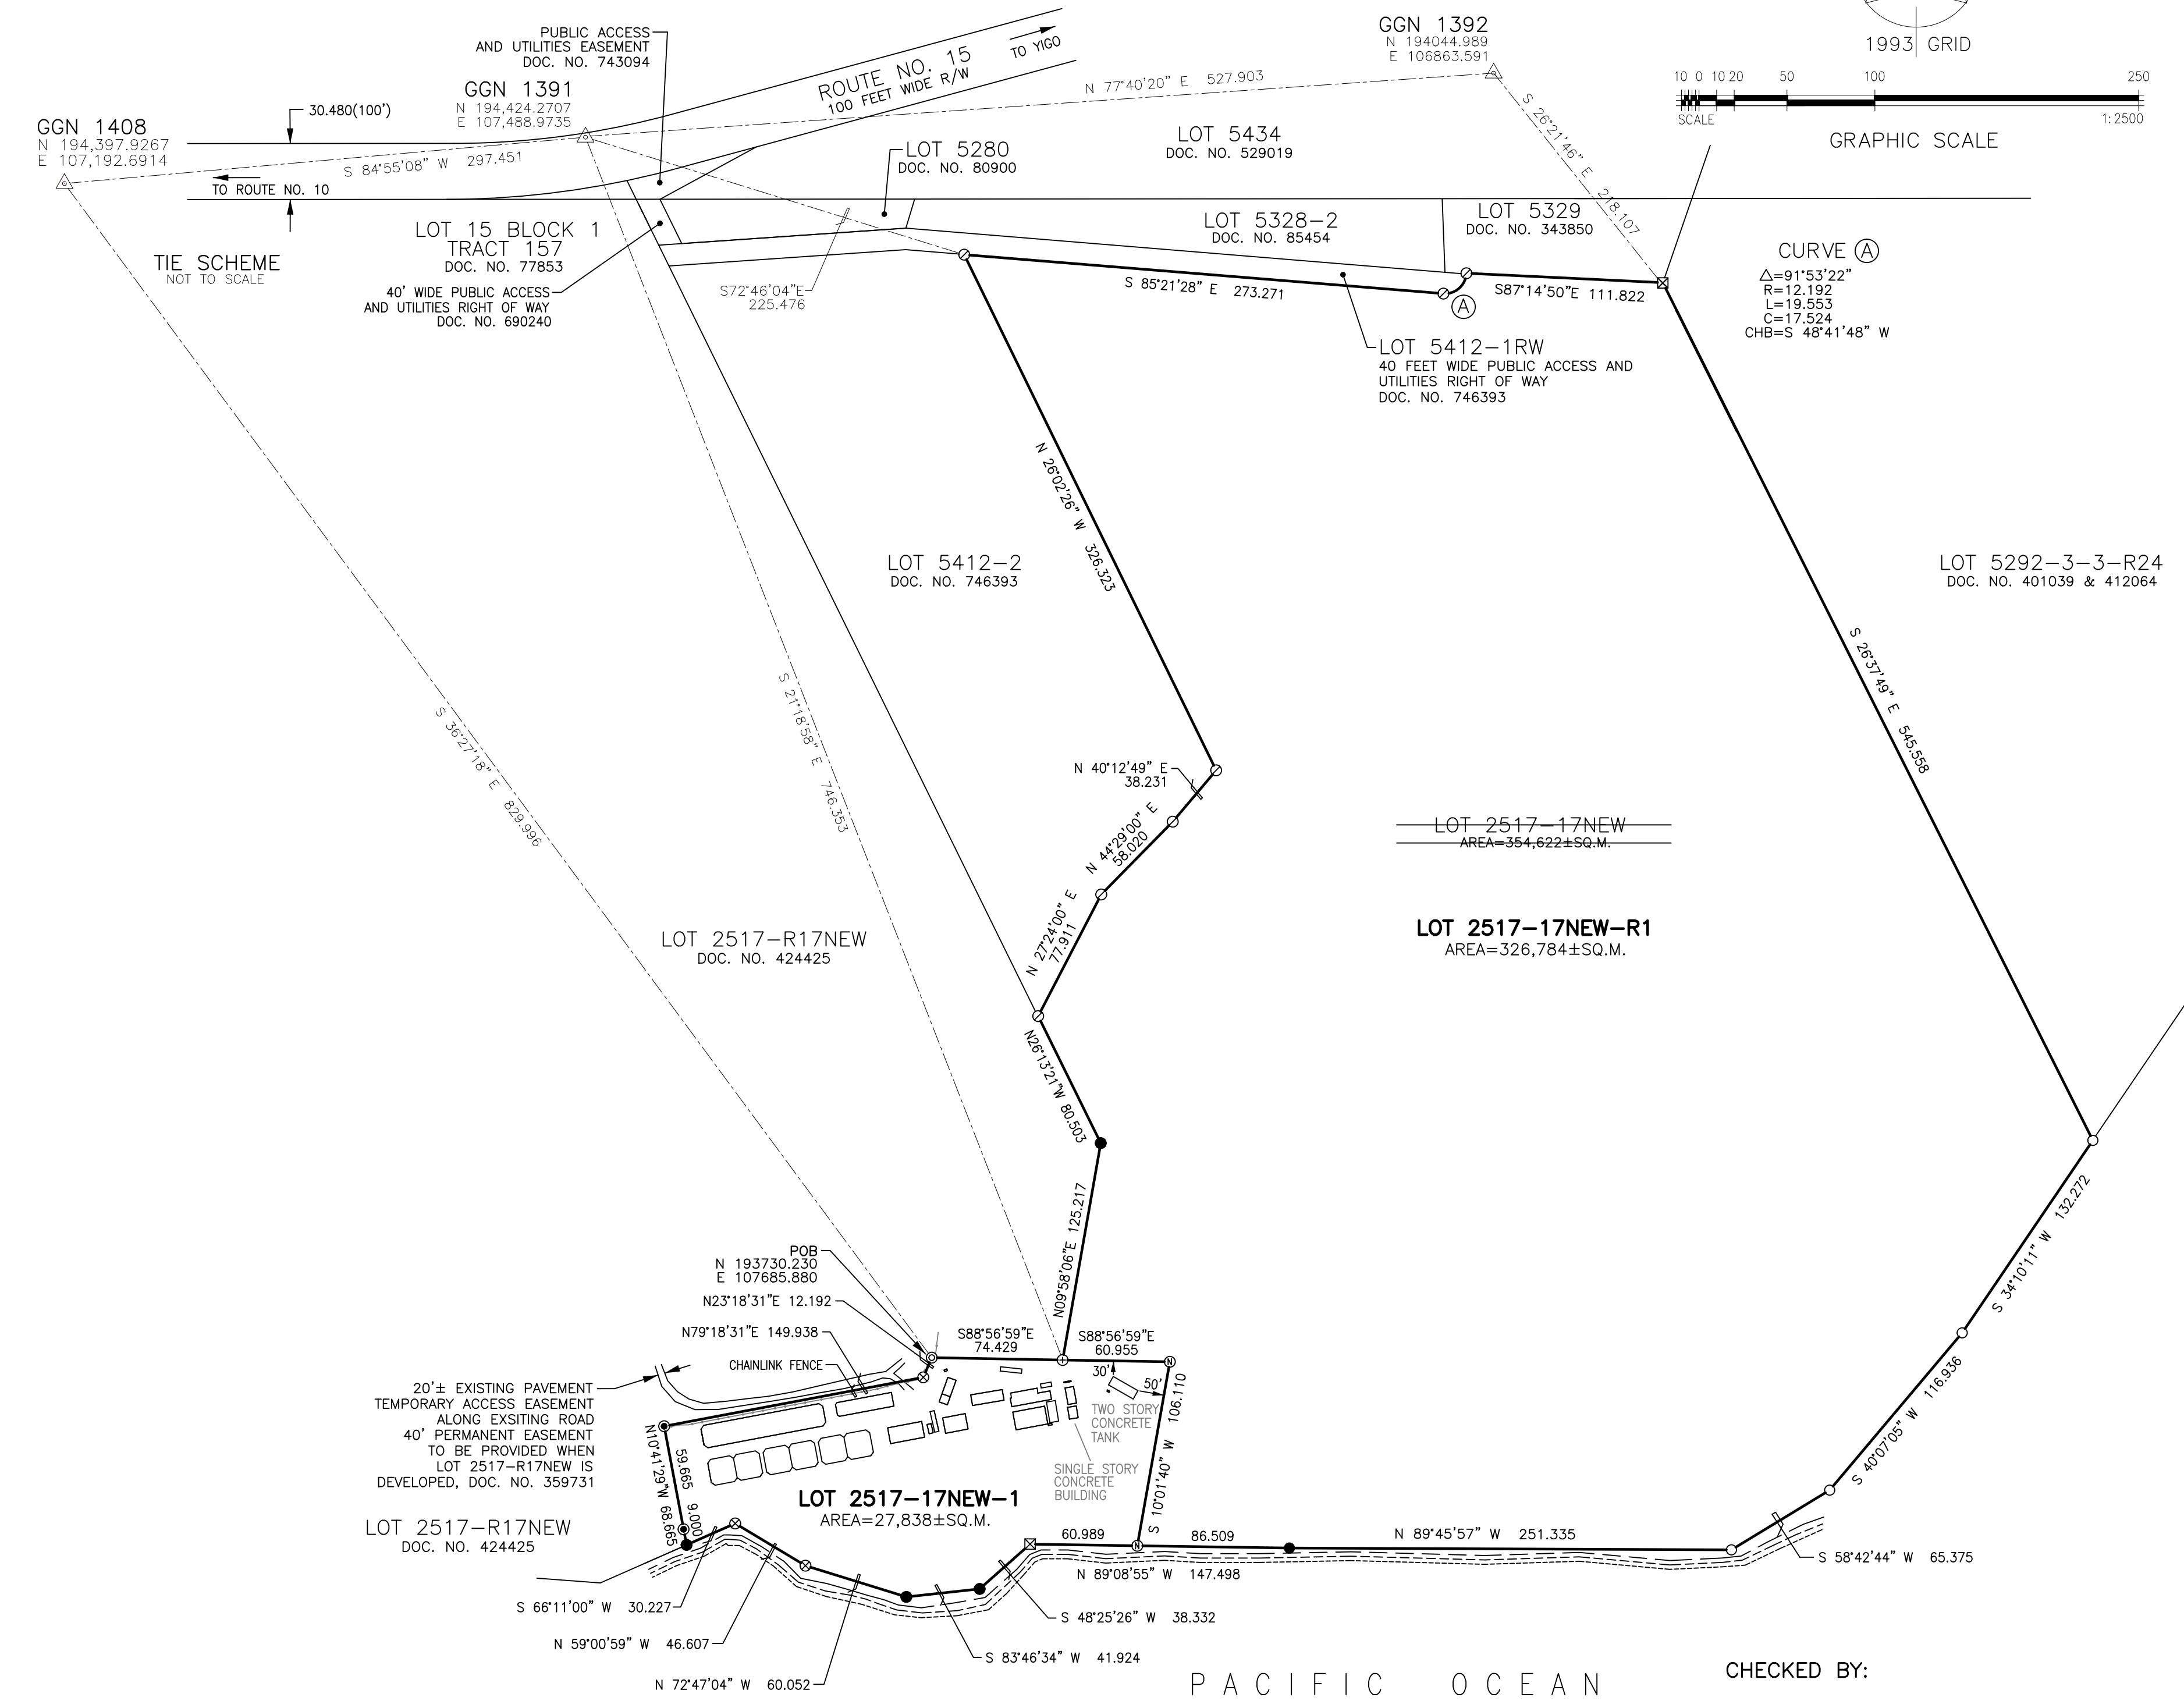 PUBLIC ACCESS
AND UTILITIES EASEMENT
DOC. NO. 743094
GGN 1391
N 194,424.2707
E 107,488.9735
30.480(100')
GGN 1408
N 194,397.9267
E 107,192.6914
S 84°55'08" W 297.451
TO ROUTE NO. 10
ROUTE NO. 15
100 FEET WIDE R/W
TO YIGO
GGN 1392
N 194044.989
E 106863.591
N 77°40'20" E 527.903
S 26°21'46" E 218.107
1993 GRID
10 0 10 20 50 100 250
SCALE
1:2500
GRAPHIC SCALE
LOT 5434
DOC. NO. 529019
LOT 5280
DOC. NO. 80900
LOT 15 BLOCK 1
TRACT 157
DOC. NO. 77853
TIE SCHEME
NOT TO SCALE
40' WIDE PUBLIC ACCESS
AND UTILITIES RIGHT OF WAY
DOC. NO. 690240
S72°46'04"E
225.476
LOT 5328-2
DOC. NO. 85454
LOT 5329
DOC. NO. 343850
S 85°21'28" E 273.271
A
S87°14'50"E 111.822
CURVE A
△=91°53'22"
R=12.192
L=19.553
C=17.524
CHB=S 48°41'48" W
LOT 5412-1RW
40 FEET WIDE PUBLIC ACCESS AND
UTILITIES RIGHT OF WAY
DOC. NO. 746393
N 26°02'26" W 326.323
LOT 5412-2
DOC. NO. 746393
LOT 5292-3-3-R24
DOC. NO. 401039 & 412064
S 26°37'49" E 545.558
S 36°27'18" E 829.996
S 21°18'58" E 746.353
N 40°12'49" E
38.231
N 44°29'00" E
58.020
LOT 2517-17NEW
AREA=354,622±SQ.M.
LOT 2517-17NEW-R1
AREA=326,784±SQ.M.
N 27°24'00" E
77.911
LOT 2517-R17NEW
DOC. NO. 424425
N26°13'21"W 80.503
N09°58'06"E 125.217
S 34°10'11" W 132.272
POB
N 193730.230
E 107685.880
N23°18'31"E 12.192
N79°18'31"E 149.938
CHAINLINK FENCE
S88°56'59"E
74.429
S88°56'59"E
60.955
N
30'
50'
S 10°01'40" W 106.110
TWO STORY
CONCRETE
TANK
SINGLE STORY
CONCRETE
BUILDING
20'± EXISTING PAVEMENT
TEMPORARY ACCESS EASEMENT
ALONG EXSITING ROAD
40' PERMANENT EASEMENT
TO BE PROVIDED WHEN
LOT 2517-R17NEW IS
DEVELOPED, DOC. NO. 359731
N10°41'29"W 68.665
59.665 9.000
LOT 2517-17NEW-1
AREA=27,838±SQ.M.
S 40°07'05" W 116.936
LOT 2517-R17NEW
DOC. NO. 424425
60.989
N
86.509
N 89°45'57" W 251.335
N 89°08'55" W 147.498
S 58°42'44" W 65.375
S 66°11'00" W 30.227
S 48°25'26" W 38.332
N 59°00'59" W 46.607
S 83°46'34" W 41.924
N 72°47'04" W 60.052
PACIFIC OCEAN
CHECKED BY: